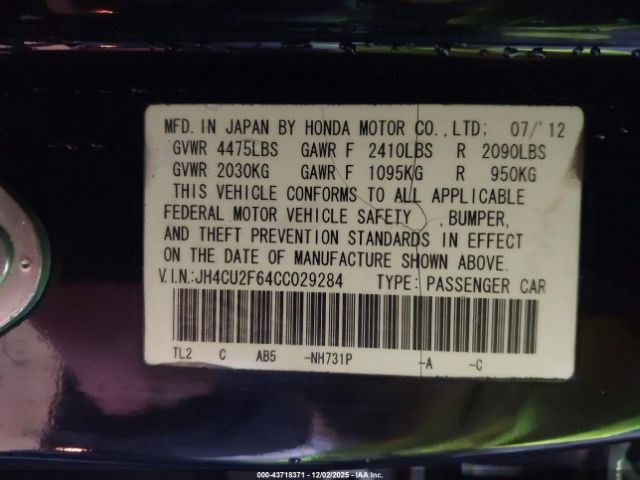 MFD. IN JAPAN BY HONDA MOTOR CO.,LTD; 07/'12
GVWR 4475LBS GAWR F 2410LBS R 2090LBS
GVWR 2030KG GAWR F 1095KG R 950KG
THIS VEHICLE CONFORMS TO ALL APPLICABLE
FEDERAL MOTOR VEHICLE SAFETY ,BUMPER,
AND THEFT PREVENTION STANDARDS IN EFFECT
ON THE DATE OF MANUFACTURE SHOWN ABOVE.
V.I.N.:JH4CU2F64CC029284 TYPE: PASSENGER CAR
TL2 C AB5 -NH731P -A -C
000-43718371 - 12/02/2025 - IAA Inc.